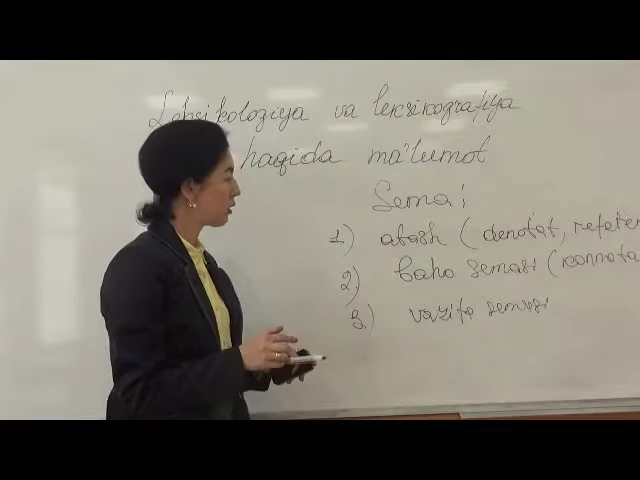 Leksikologiya va leksikografiya
haqida ma'lumot
Sema:
1) atash (denotat, referen
2) baho semasi (konnota
3) vazifa semasi